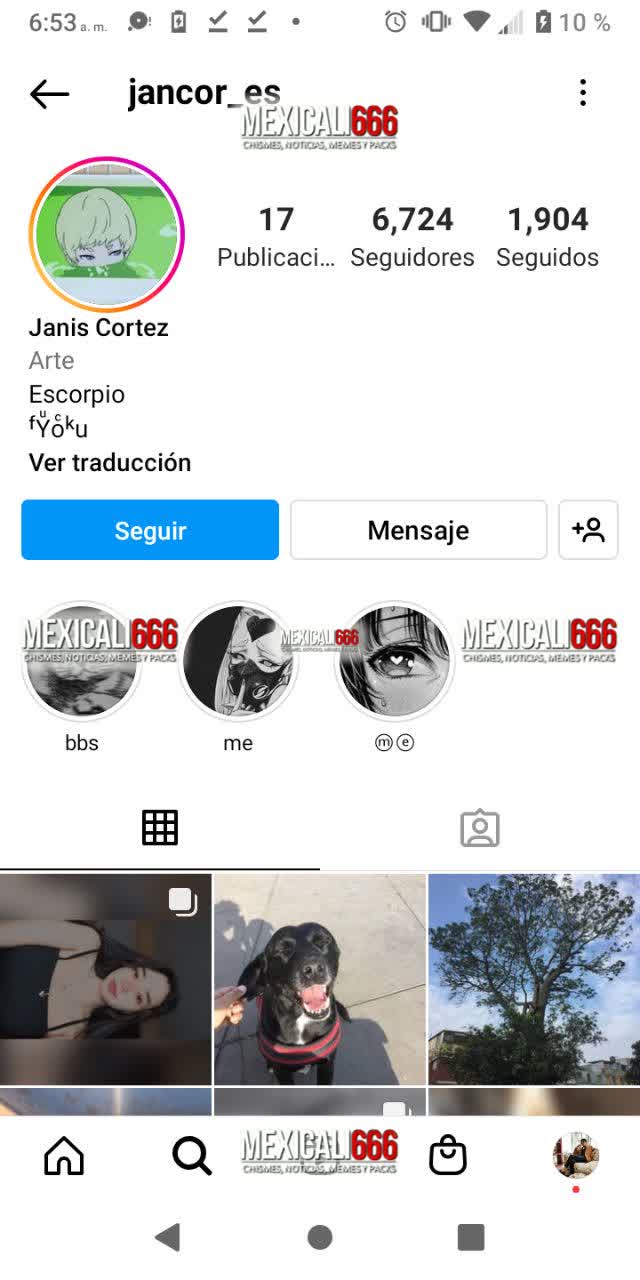 6:53 a. m.
10 %
jancor_es
MEXICALI666
CHISMES, NOTICIAS, MEMES Y PACKS
17
6,724
1,904
Publicaci...
Seguidores
Seguidos
Janis Cortez
Arte
Escorpio
fÝoͧͨku
Ver traducción
Seguir
Mensaje
MEXICALI666
CHISMES, NOTICIAS, MEMES Y PACKS
MEXICALI666
MEXICALI666
CHISMES, NOTICIAS, MEMES Y PACKS
bbs
me
ⓜⓔ
MEXICALI666
CHISMES, NOTICIAS, MEMES Y PACKS